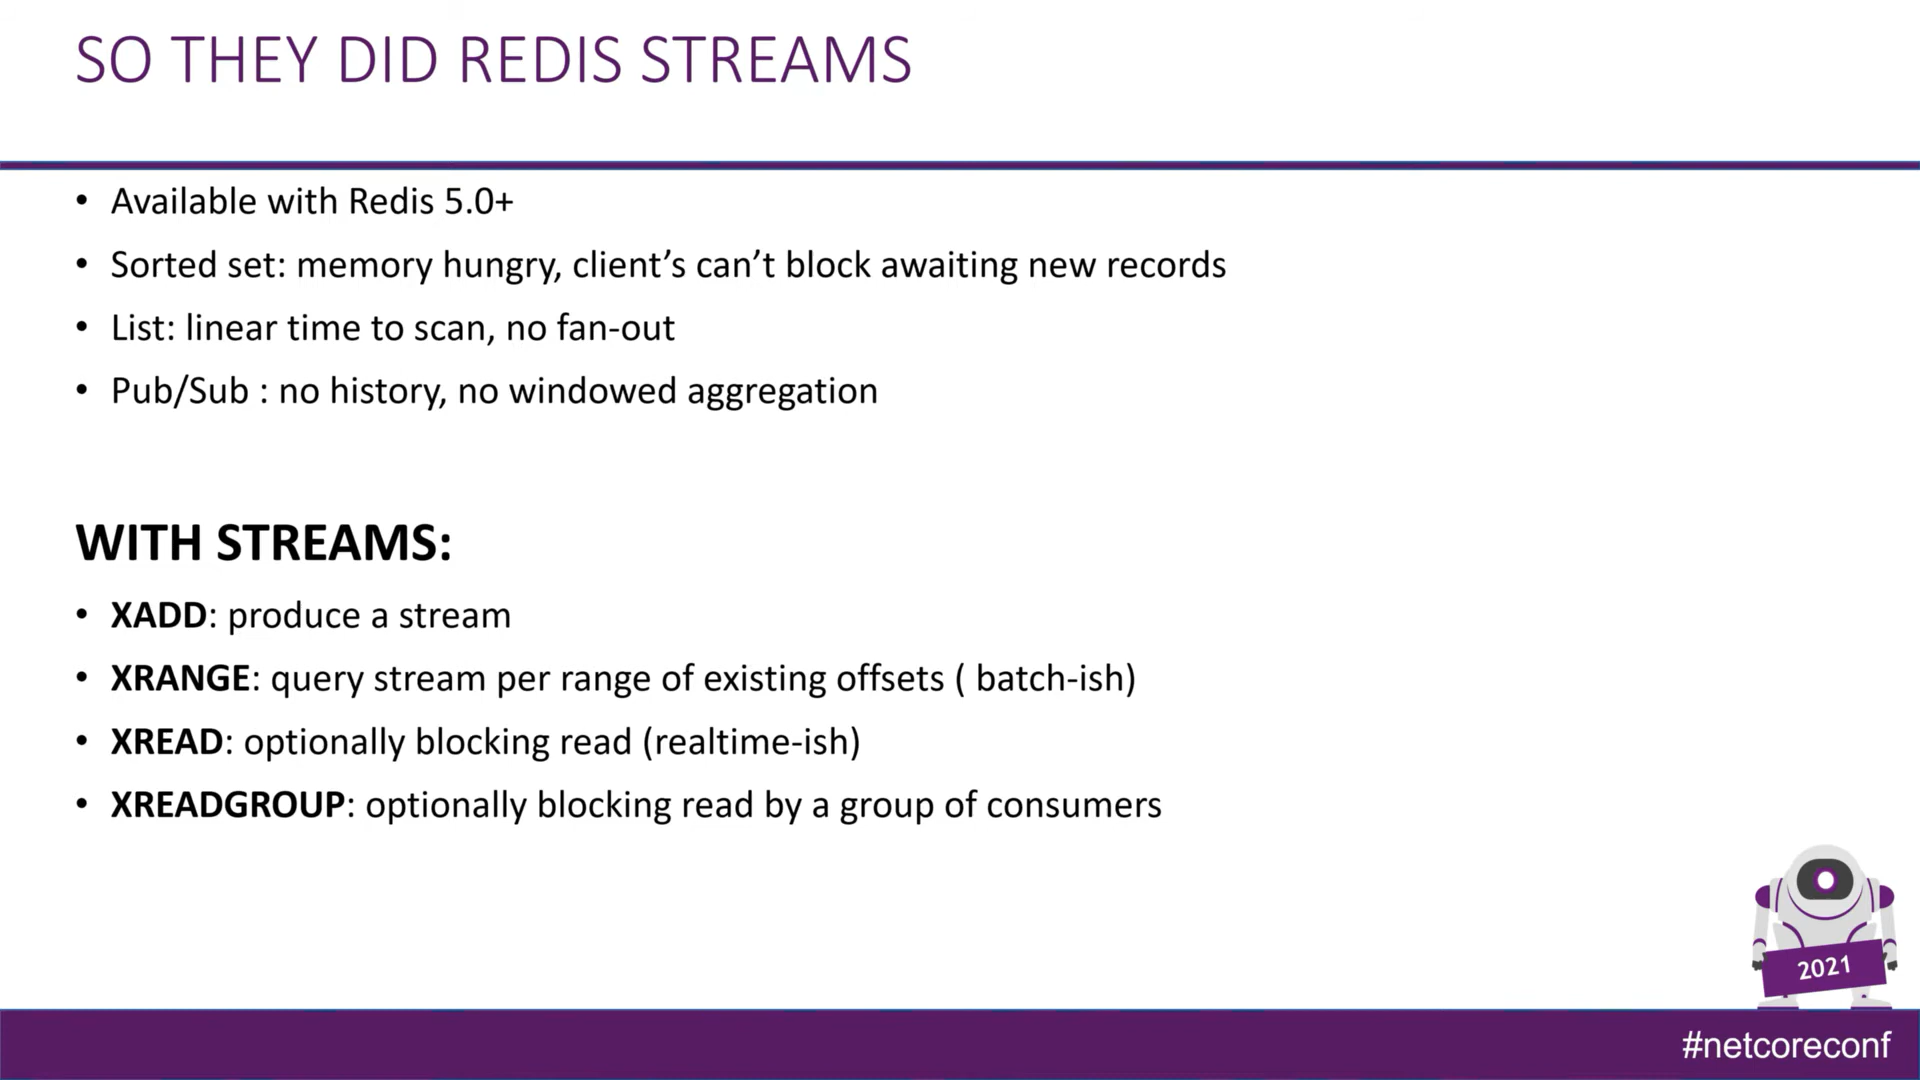 SO THEY DID REDIS STREAMS
• Available with Redis 5.0+
• Sorted set: memory hungry, client’s can’t block awaiting new records
• List: linear time to scan, no fan-out
• Pub/Sub : no history, no windowed aggregation
WITH STREAMS:
• XADD: produce a stream
• XRANGE: query stream per range of existing offsets ( batch-ish)
• XREAD: optionally blocking read (realtime-ish)
• XREADGROUP: optionally blocking read by a group of consumers
2021
#netcoreconf